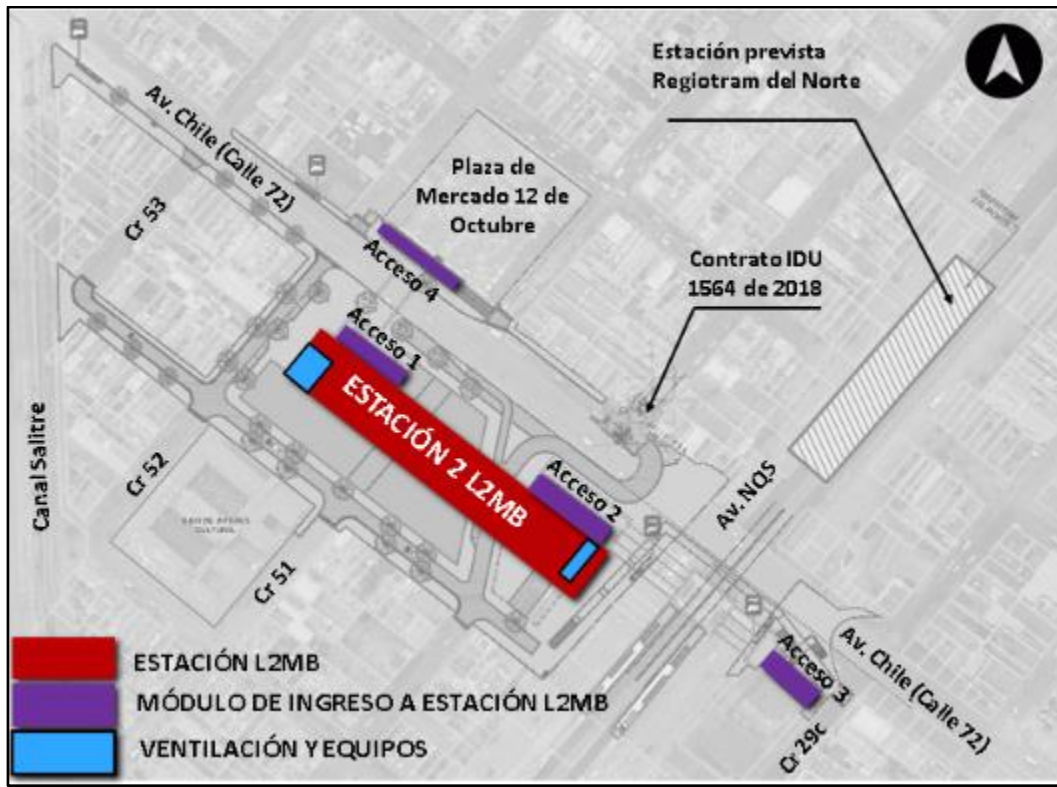 Estación prevista
Regiotram del Norte
Av. Chile (Calle 72)
Plaza de
Mercado 12 de
Octubre
Cr 53
Acceso 4
Contrato IDU
1564 de 2018
Acceso 1
ESTACIÓN 2 L2MB
Acceso 2
Canal Salitre
Cr 52
Av. NQS
Cr 51
Acceso 3
Av. Chile (Calle 72)
Cr 29c
ESTACIÓN L2MB
MÓDULO DE INGRESO A ESTACIÓN L2MB
VENTILACIÓN Y EQUIPOS